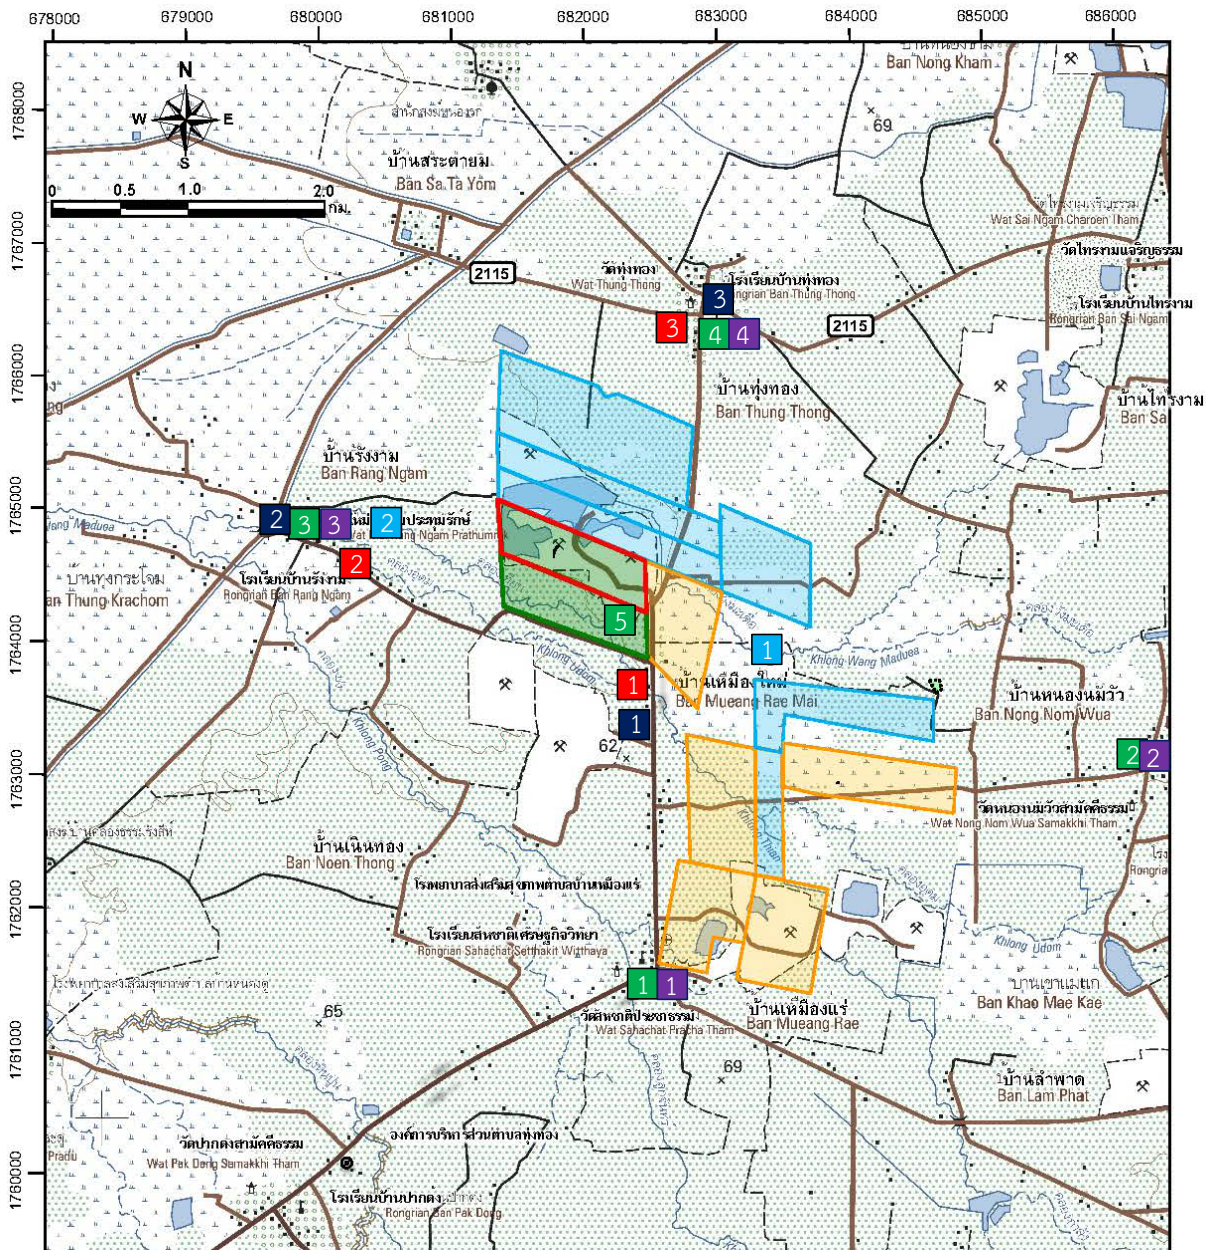 678000 679000 680000 681000 682000 683000 684000 685000 686000
1768000
1767000
1766000
1765000
1764000
1763000
1762000
1761000
1760000
N
W E
S
0 0.5 1.0 2.0
กม.
Ban Nong Kham
69
บ้านสระตายม
Ban Sa Ta Yom
Wat Sai Ngam Charoen Tham
วัดไทรงามเจริญธรรม
2115
วัดทุ่งทอง
Wat Thung Thong
โรงเรียนบ้านทุ่งทอง
ngrian Ban Thung Thong
3
3
4 4
2115
โรงเรียนบ้านไทรงาม
Rongrian Ban Sai Ngam
บ้านทุ่งทอง
Ban Thung Thong
บ้านไทรงาม
Ban Sa
บ้านรังงาม
Ban Rang Ngam
2 3 3 2
ประทุมรักษ์
Ngam Prathumr
2
โรงเรียนบ้านรังงาม
Rongrian Ban Rang Ngam
บ้านทุ่งกระโจม
an Thung Krachom
5
1
Khlong Wang Maduea
Khlong Udom
1
บ้านเหมืองใหม่
Ban Mueang Rae Mai
1
บ้านหนองนมวัว
Ban Nong Nom Wua
2 2
62
Khlong Pong
วัดหนองนมวัวสามัคคีธรรม
Wat Nong Nom Wua Samakkhi Tham
บ้านเนินทอง
Ban Noen Thong
โรงพยาบาลส่งเสริมสุขภาพตำบลบ้านเหมืองแร่
Rongria
โรงเรียนสหชาติเศรษฐกิจวิทยา
Rongrian Sahachat Setthakit Witthaya
Khlong Udom
1 1
วัดสหชาติประชาธรรม
Wat Sahachat Pracha Tham
บ้านเหมืองแร่
Ban Mueang Rae
บ้านเขาแม่แก
Ban Khao Mae Kae
65
69
บ้านลำพาด
Ban Lam Phat
องค์การบริหารส่วนตำบลทุ่งทอง
วัดปากดงสามัคคีธรรม
Wat Pak Dong Samakkhi Tham
Pradu
โรงเรียนบ้านปากดง
Rongrian Ban Pak Dong